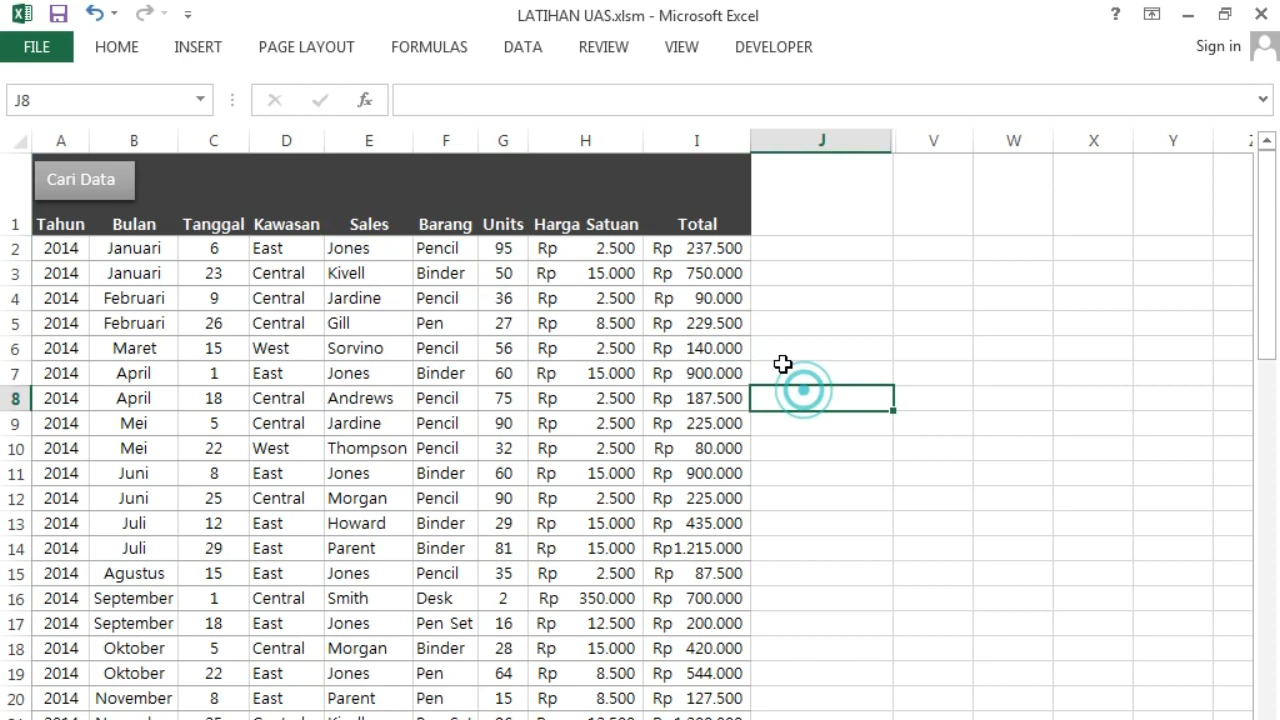 LATIHAN UAS.xlsm - Microsoft Excel
?
FILE HOME INSERT PAGE LAYOUT FORMULAS DATA REVIEW VIEW DEVELOPER Sign in
J8 fx
A B C D E F G H I J V W X Y
Cari Data
1 Tahun Bulan Tanggal Kawasan Sales Barang Units Harga Satuan Total
2 2014 Januari 6 East Jones Pencil 95 Rp 2.500 Rp 237.500
3 2014 Januari 23 Central Kivell Binder 50 Rp 15.000 Rp 750.000
4 2014 Februari 9 Central Jardine Pencil 36 Rp 2.500 Rp 90.000
5 2014 Februari 26 Central Gill Pen 27 Rp 8.500 Rp 229.500
6 2014 Maret 15 West Sorvino Pencil 56 Rp 2.500 Rp 140.000
7 2014 April 1 East Jones Binder 60 Rp 15.000 Rp 900.000
8 2014 April 18 Central Andrews Pencil 75 Rp 2.500 Rp 187.500
9 2014 Mei 5 Central Jardine Pencil 90 Rp 2.500 Rp 225.000
10 2014 Mei 22 West Thompson Pencil 32 Rp 2.500 Rp 80.000
11 2014 Juni 8 East Jones Binder 60 Rp 15.000 Rp 900.000
12 2014 Juni 25 Central Morgan Pencil 90 Rp 2.500 Rp 225.000
13 2014 Juli 12 East Howard Binder 29 Rp 15.000 Rp 435.000
14 2014 Juli 29 East Parent Binder 81 Rp 15.000 Rp1.215.000
15 2014 Agustus 15 East Jones Pencil 35 Rp 2.500 Rp 87.500
16 2014 September 1 Central Smith Desk 2 Rp 350.000 Rp 700.000
17 2014 September 18 East Jones Pen Set 16 Rp 12.500 Rp 200.000
18 2014 Oktober 5 Central Morgan Binder 28 Rp 15.000 Rp 420.000
19 2014 Oktober 22 East Jones Pen 64 Rp 8.500 Rp 544.000
20 2014 November 8 East Parent Pen 15 Rp 8.500 Rp 127.500